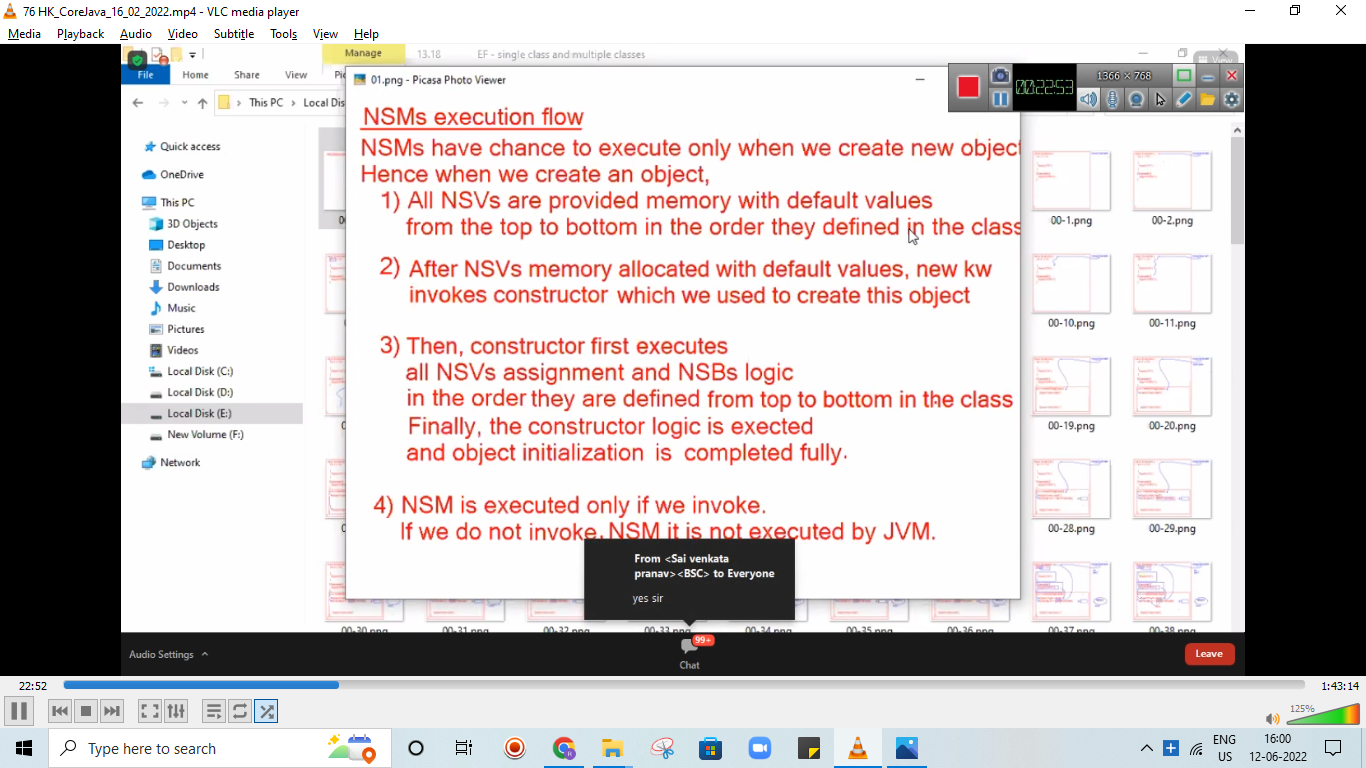 76 HK_CoreJava_16_02_2022.mp4 - VLC media player
Media Playback Audio Video Subtitle Tools View Help
Manage 13.18 EF - single class and multiple classes
File Home Share View
View
01.png - Picasa Photo Viewer
00:22:53 1366 × 768
This PC Local Dis
NSMs execution flow
NSMs have chance to execute only when we create new object
Hence when we create an object,
1) All NSVs are provided memory with default values
from the top to bottom in the order they defined in the class
2) After NSVs memory allocated with default values, new kw
invokes constructor which we used to create this object
3) Then, constructor first executes
all NSVs assignment and NSBs logic
in the order they are defined from top to bottom in the class
Finally, the constructor logic is exected
and object initialization is completed fully.
4) NSM is executed only if we invoke.
If we do not invoke, NSM it is not executed by JVM.
Quick access
OneDrive
This PC
3D Objects
Desktop
Documents
Downloads
Music
Pictures
Videos
Local Disk (C:)
Local Disk (D:)
Local Disk (E:)
New Volume (F:)
Network
00-1.png 00-2.png
00-10.png 00-11.png
00-19.png 00-20.png
00-28.png 00-29.png
00-30.png 00-31.png 00-32.png 00-33.png 00-34.png 00-35.png 00-36.png 00-37.png 00-38.png
From <Sai venkata
pranav><BSC> to Everyone
yes sir
Audio Settings
99+
Chat
Leave
22:52 1:43:14
125%
Type here to search
ENG
US
16:00
12-06-2022